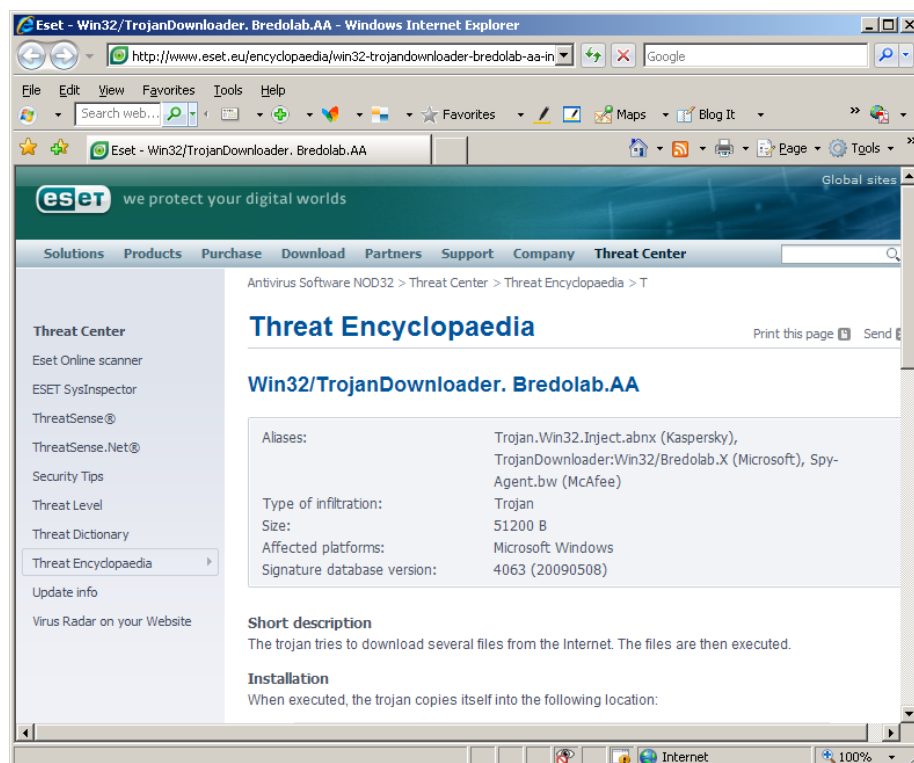 Eset - Win32/TrojanDownloader. Bredolab.AA - Windows Internet Explorer
http://www.eset.eu/encyclopaedia/win32-trojandownloader-bredolab-aa-in
Google
File Edit View Favorites Tools Help
Search web... Favorites Maps Blog It »
Eset - Win32/TrojanDownloader. Bredolab.AA
Page Tools »
Global sites
eset we protect your digital worlds
Solutions Products Purchase Download Partners Support Company Threat Center
Antivirus Software NOD32 > Threat Center > Threat Encyclopaedia > T
Threat Center
Eset Online scanner
ESET SysInspector
ThreatSense®
ThreatSense.Net®
Security Tips
Threat Level
Threat Dictionary
Threat Encyclopaedia
Update info
Virus Radar on your Website
Threat Encyclopaedia
Print this page Send
Win32/TrojanDownloader. Bredolab.AA
Aliases: Trojan.Win32.Inject.abnx (Kaspersky),
TrojanDownloader:Win32/Bredolab.X (Microsoft), Spy-
Agent.bw (McAfee)
Type of infiltration: Trojan
Size: 51200 B
Affected platforms: Microsoft Windows
Signature database version: 4063 (20090508)
Short description
The trojan tries to download several files from the Internet. The files are then executed.
Installation
When executed, the trojan copies itself into the following location:
Internet 100%